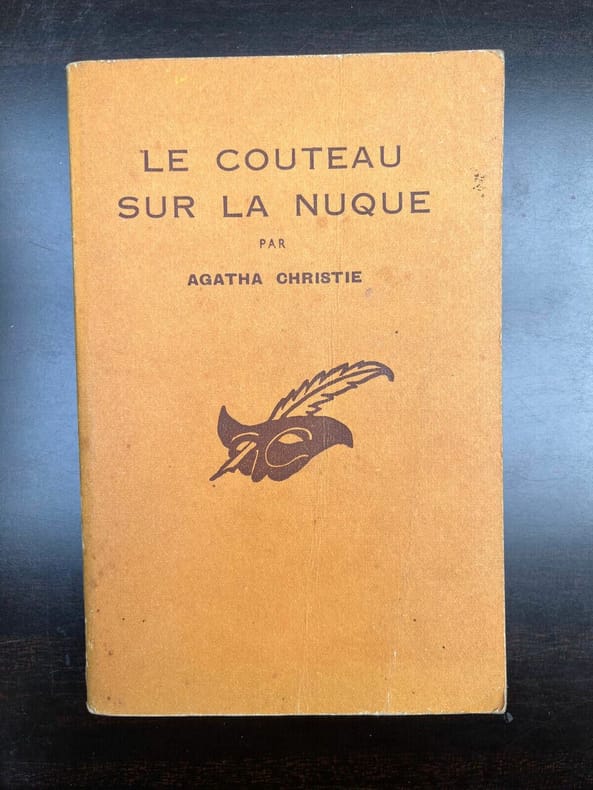 LE COUTEAU
SUR LA NUQUE
PAR
AGATHA CHRISTIE